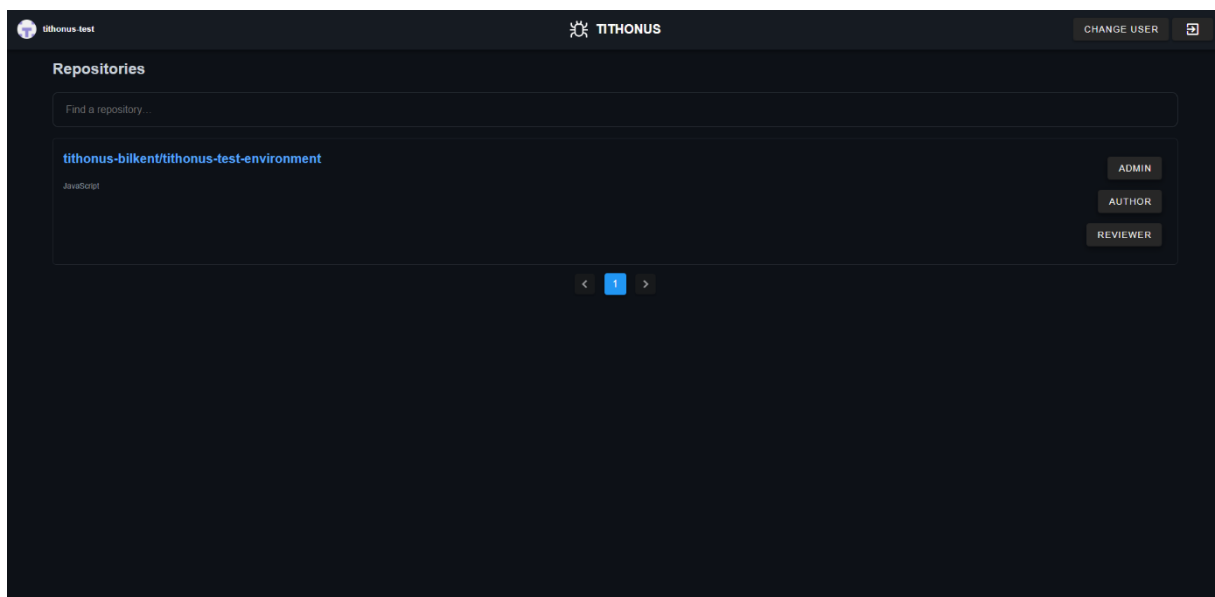 tithonus-test
TITHONUS
CHANGE USER
Repositories
Find a repository...
tithonus-bilkent/tithonus-test-environment
JavaScript
ADMIN
AUTHOR
REVIEWER
1